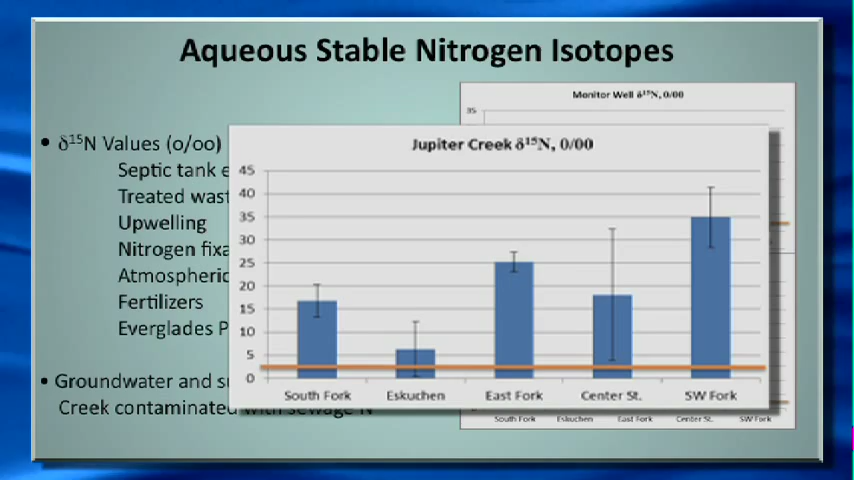 Aqueous Stable Nitrogen Isotopes
Monitor Well δ¹⁵N, 0/00
35
• δ¹⁵N Values (o/oo)
Septic tank e
Treated wast
Upwelling
Nitrogen fixa
Atmospheric
Fertilizers
Everglades P
• Groundwater and su
Creek contaminated with sewage N
Jupiter Creek δ¹⁵N, 0/00
45
40
35
30
25
20
15
10
5
0
South Fork Eskuchen East Fork Center St. SW Fork
South Fork Eskuchen East Fork Center St. SW Fork